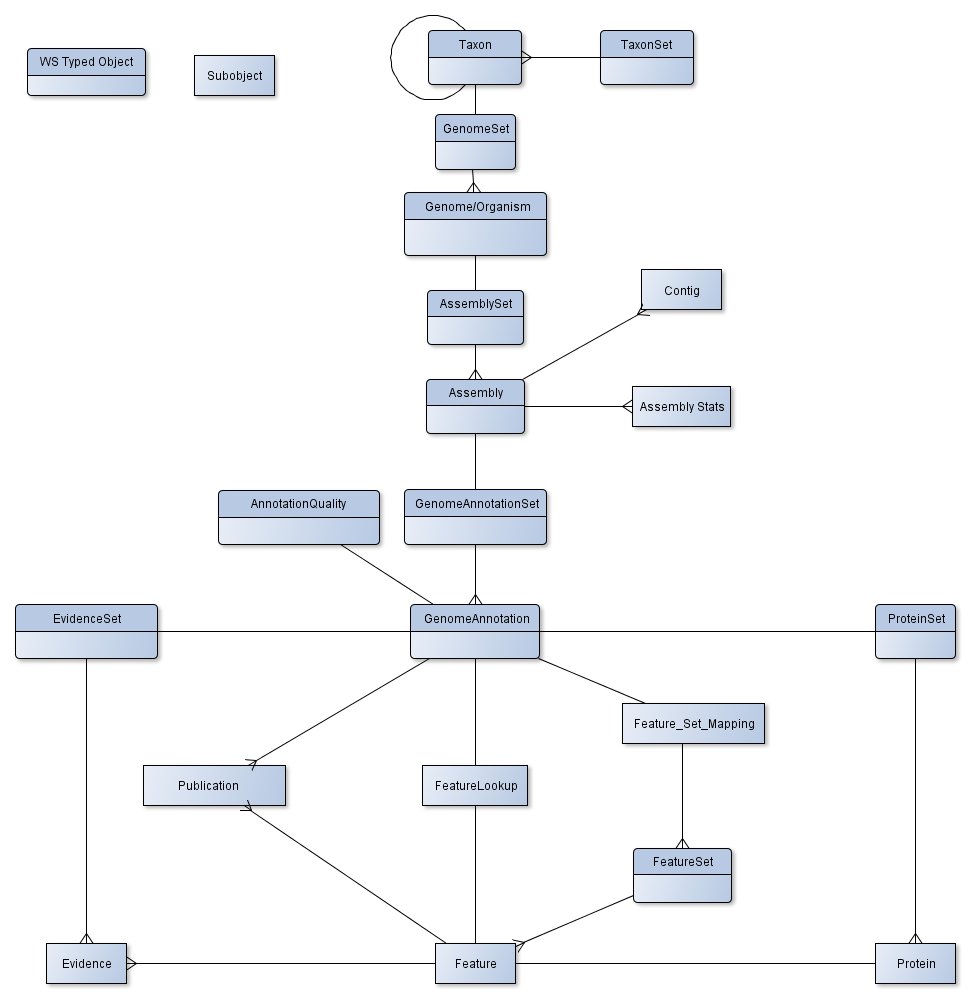 Taxon
TaxonSet
WS Typed Object
Subobject
GenomeSet
Genome/Organism
Contig
AssemblySet
Assembly
Assembly Stats
AnnotationQuality
GenomeAnnotationSet
EvidenceSet
GenomeAnnotation
ProteinSet
Feature_Set_Mapping
Publication
FeatureLookup
FeatureSet
Evidence
Feature
Protein